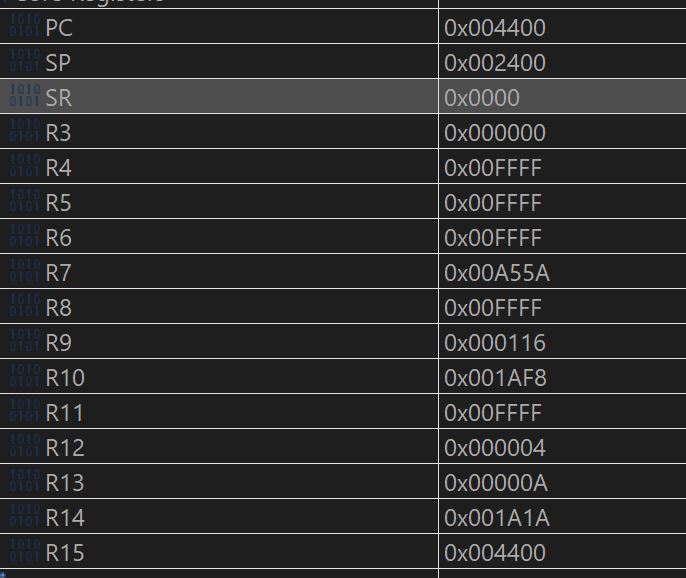 Core Registers
PC 0x004400
SP 0x002400
SR 0x0000
R3 0x000000
R4 0x00FFFF
R5 0x00FFFF
R6 0x00FFFF
R7 0x00A55A
R8 0x00FFFF
R9 0x000116
R10 0x001AF8
R11 0x00FFFF
R12 0x000004
R13 0x00000A
R14 0x001A1A
R15 0x004400